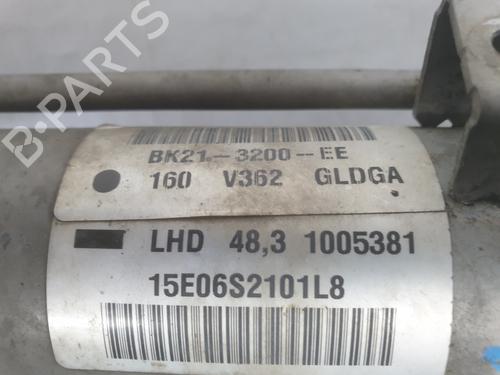 BK21-3200-EE
160 V362 GLDGA
LHD 48,3 1005381
15E06S2101L8
B-PARTS